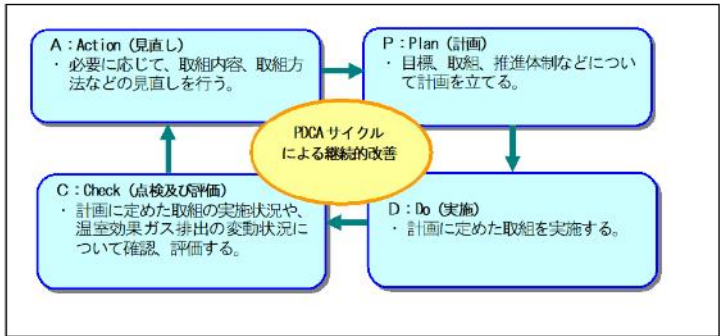 A：Action（見直し）
・ 必要に応じて、取組内容、取組方
法などの見直しを行う。
P：Plan（計画）
・ 目標、取組、推進体制などについ
て計画を立てる。
PDCA サイクル
による継続的改善
C：Check（点検及び評価）
・ 計画に定めた取組の実施状況や、
温室効果ガス排出の変動状況に
ついて確認、評価する。
D：Do（実施）
・ 計画に定めた取組を実施する。